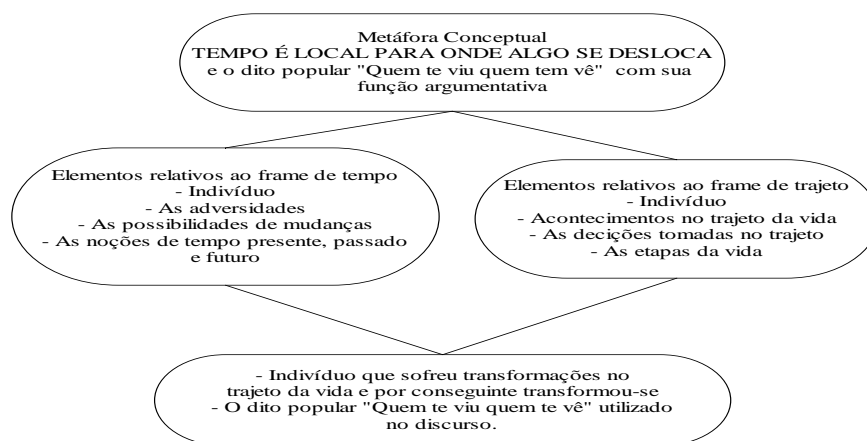 Metáfora Conceptual
TEMPO É LOCAL PARA ONDE ALGO SE DESLOCA
e o dito popular "Quem te viu quem tem vê" com sua
função argumentativa
Elementos relativos ao frame de tempo
- Indivíduo
- As adversidades
- As possibilidades de mudanças
- As noções de tempo presente, passado
e futuro
Elementos relativos ao frame de trajeto
- Indivíduo
- Acontecimentos no trajeto da vida
- As decições tomadas no trajeto
- As etapas da vida
- Indivíduo que sofreu transformações no
trajeto da vida e por conseguinte transformou-se
- O dito popular "Quem te viu quem te vê" utilizado
no discurso.